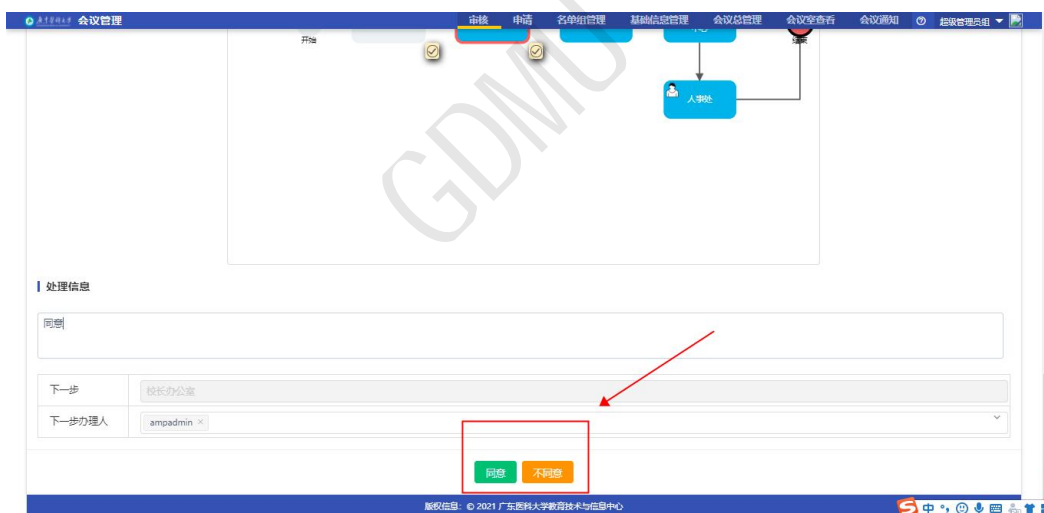 会议管理 审核 申请 名单组管理 基础信息管理 会议总管理 会议室查看 会议通知 超级管理员组
开始
结束
人事处
GDMU
处理信息
同意
下一步 校长办公室
下一步办理人 ampadmin ×
同意 不同意
版权信息：© 2021 广东医科大学教育技术与信息中心
中